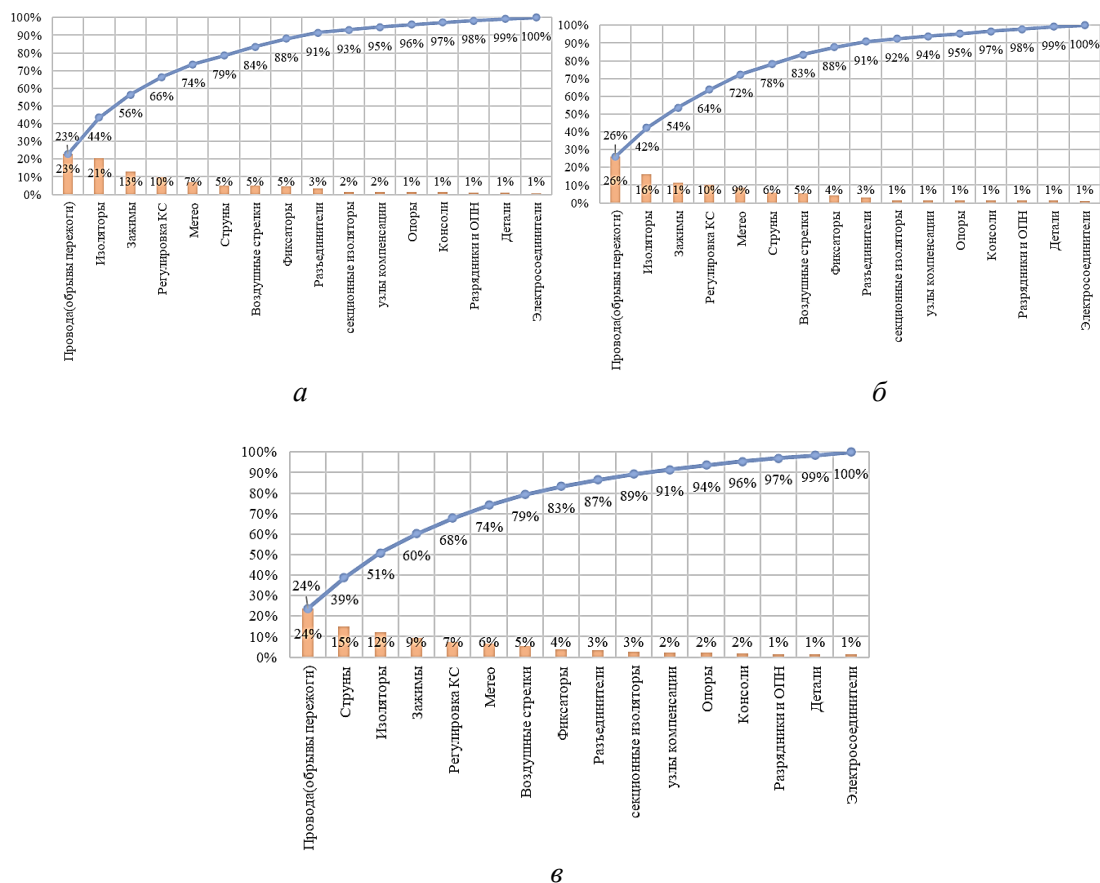 100%
90%
80%
70%
60%
50%
40%
30%
20%
10%
0%
23% 44% 56% 66% 74% 79% 84% 88% 91% 93% 95% 96% 97% 98% 99% 100%
23% 21% 13% 10% 7% 5% 5% 5% 3% 2% 2% 1% 1% 1% 1% 1%
Провода(обрывы пережоги)
Изоляторы
Зажимы
Регулировка КС
Метео
Струны
Воздушные стрелки
Фиксаторы
Разъединители
секционные изоляторы
узлы компенсации
Опоры
Консоли
Разрядники и ОПН
Детали
Электросоединители
а
100%
90%
80%
70%
60%
50%
40%
30%
20%
10%
0%
26% 42% 54% 64% 72% 78% 83% 88% 91% 92% 94% 95% 97% 98% 99% 100%
26% 16% 11% 10% 9% 6% 5% 4% 3% 1% 1% 1% 1% 1% 1% 1%
Провода(обрывы пережоги)
Изоляторы
Зажимы
Регулировка КС
Метео
Струны
Воздушные стрелки
Фиксаторы
Разъединители
секционные изоляторы
узлы компенсации
Опоры
Консоли
Разрядники и ОПН
Детали
Электросоединители
б
100%
90%
80%
70%
60%
50%
40%
30%
20%
10%
0%
24% 39% 51% 60% 68% 74% 79% 83% 87% 89% 91% 94% 96% 97% 99% 100%
24% 15% 12% 9% 7% 6% 5% 4% 3% 3% 2% 2% 2% 1% 1% 1%
Провода(обрывы пережоги)
Струны
Изоляторы
Зажимы
Регулировка КС
Метео
Воздушные стрелки
Фиксаторы
Разъединители
секционные изоляторы
узлы компенсации
Опоры
Консоли
Разрядники и ОПН
Детали
Электросоединители
в